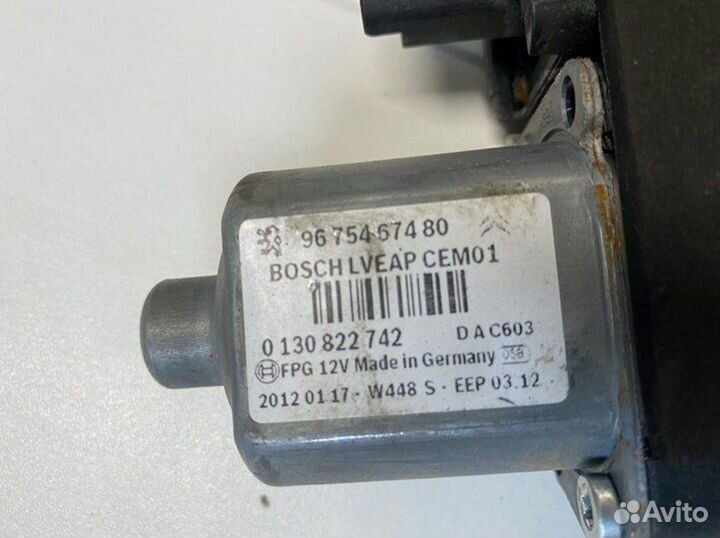 96 754 674 80
BOSCH LVEAP CEM01
0 130 822 742 D A C603
FPG 12V Made in Germany 038
2012 01 17 - W448 S - EEP 03.12
Avito